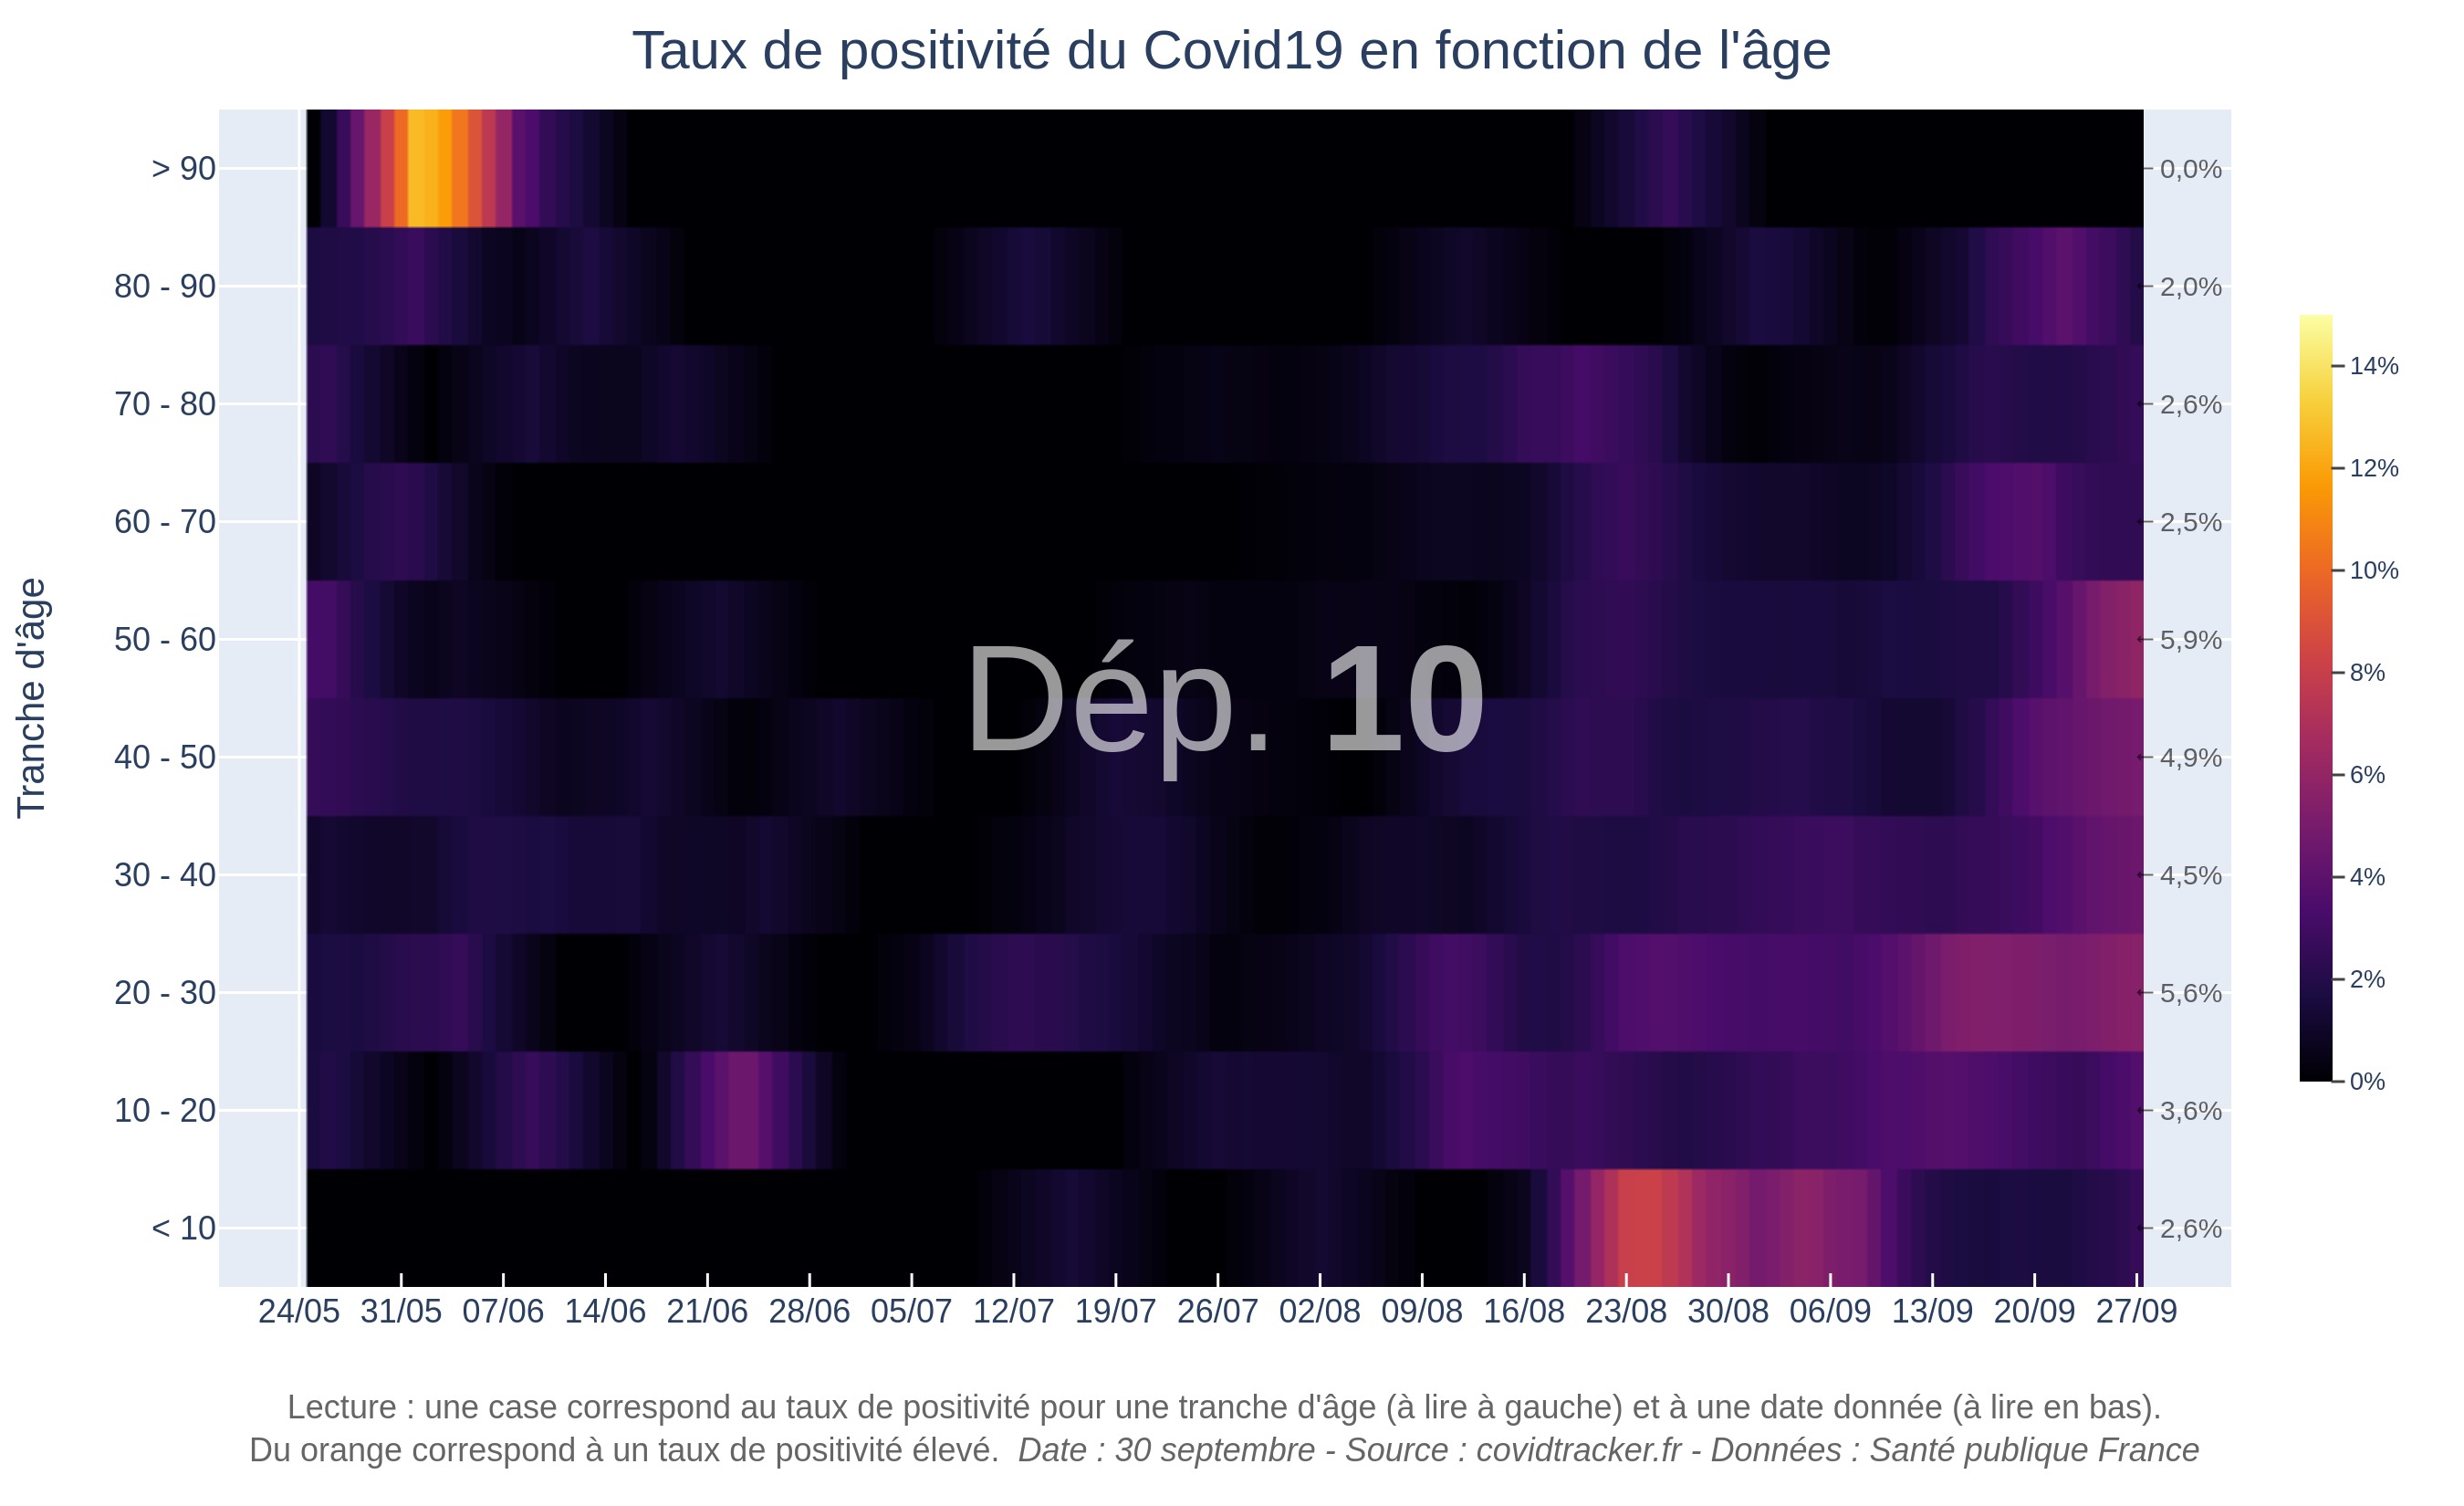 Taux de positivité du Covid19 en fonction de l'âge
Tranche d'âge
> 90
80 - 90
70 - 80
60 - 70
50 - 60
40 - 50
30 - 40
20 - 30
10 - 20
< 10
Dép. 10
0,0%
2,0%
2,6%
2,5%
5,9%
4,9%
4,5%
5,6%
3,6%
2,6%
14%
12%
10%
8%
6%
4%
2%
0%
24/05 31/05 07/06 14/06 21/06 28/06 05/07 12/07 19/07 26/07 02/08 09/08 16/08 23/08 30/08 06/09 13/09 20/09 27/09
Lecture : une case correspond au taux de positivité pour une tranche d'âge (à lire à gauche) et à une date donnée (à lire en bas).
Du orange correspond à un taux de positivité élevé. Date : 30 septembre - Source : covidtracker.fr - Données : Santé publique France